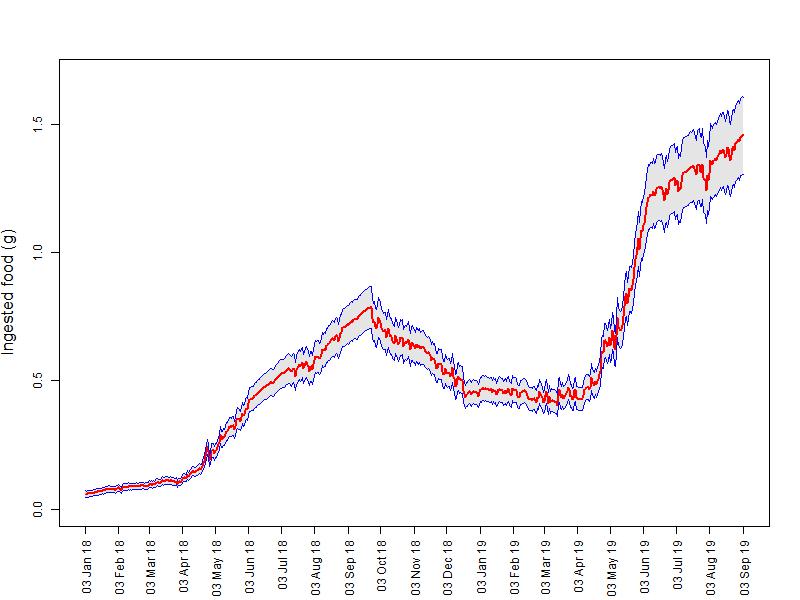 Ingested food (g)
1.5
1.0
0.5
0.0
03 Jan 18
03 Feb 18
03 Mar 18
03 Apr 18
03 May 18
03 Jun 18
03 Jul 18
03 Aug 18
03 Sep 18
03 Oct 18
03 Nov 18
03 Dec 18
03 Jan 19
03 Feb 19
03 Mar 19
03 Apr 19
03 May 19
03 Jun 19
03 Jul 19
03 Aug 19
03 Sep 19